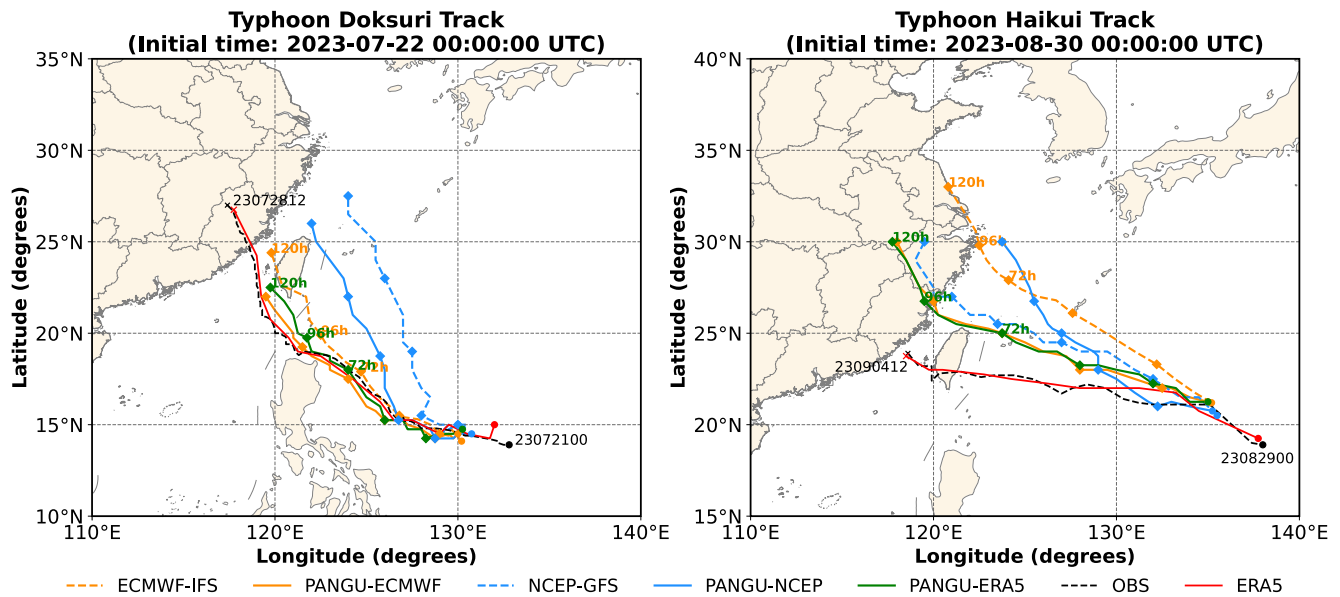 Typhoon Doksuri Track
(Initial time: 2023-07-22 00:00:00 UTC)
35°N
30°N
25°N
20°N
15°N
10°N
Latitude (degrees)
23072812
120h
120h
96h
96h
72h
23072100
110°E
120°E
130°E
140°E
Longitude (degrees)
Typhoon Haikui Track
(Initial time: 2023-08-30 00:00:00 UTC)
40°N
35°N
30°N
25°N
20°N
15°N
Latitude (degrees)
120h
120h
96h
72h
96h
72h
23090412
23082900
110°E
120°E
130°E
140°E
Longitude (degrees)
ECMWF-IFS
PANGU-ECMWF
NCEP-GFS
PANGU-NCEP
PANGU-ERA5
OBS
ERA5